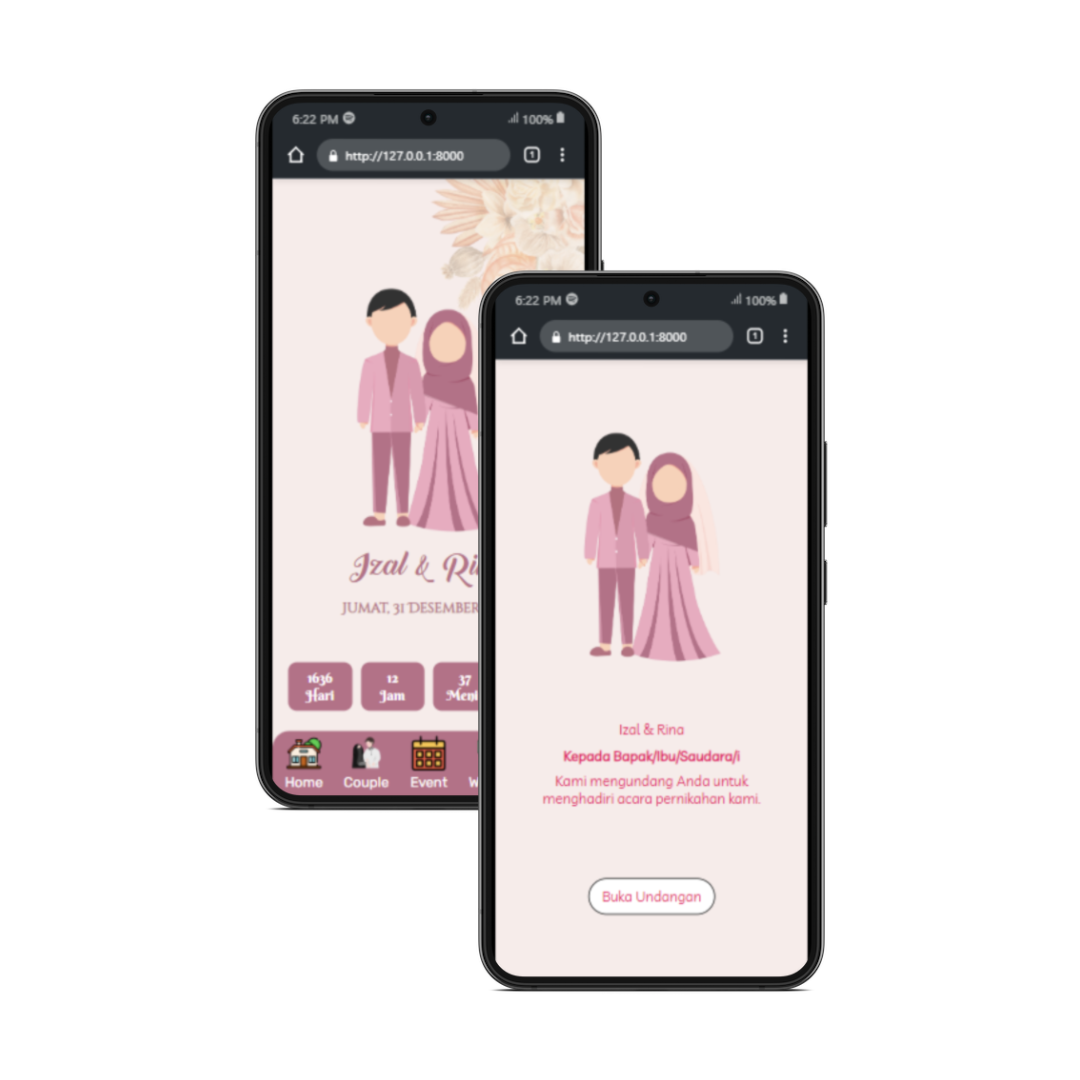 6:22 PM
100%
http://127.0.0.1:8000
1
Izal &
JUMAT, 31 DESEMBER
1636
Hari
12
Jam
37
Home
Couple
Event
6:22 PM
100%
http://127.0.0.1:8000
1
Izal & Rina
Kepada Bapak/Ibu/Saudara/i
Kami mengundang Anda untuk
menghadiri acara pernikahan kami.
Buka Undangan